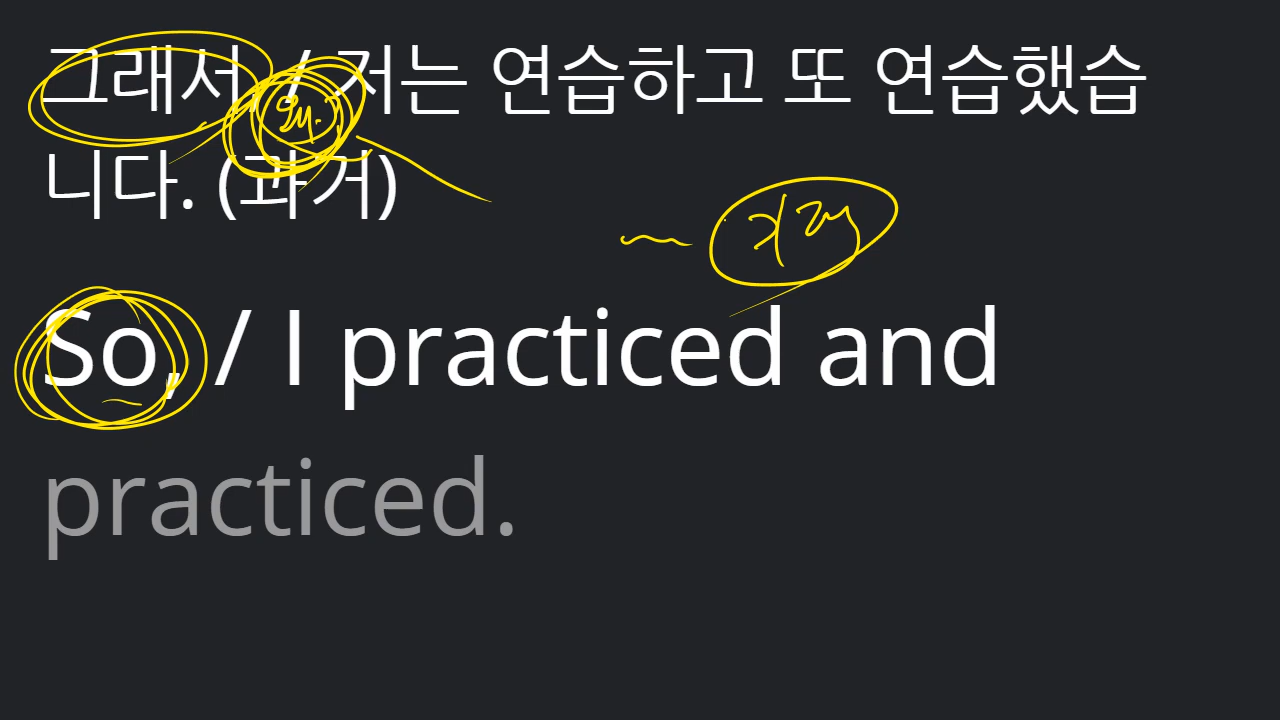 그래서, / 저는 연습하고 또 연습했습
니다. (과거)
So, / I practiced and
practiced.